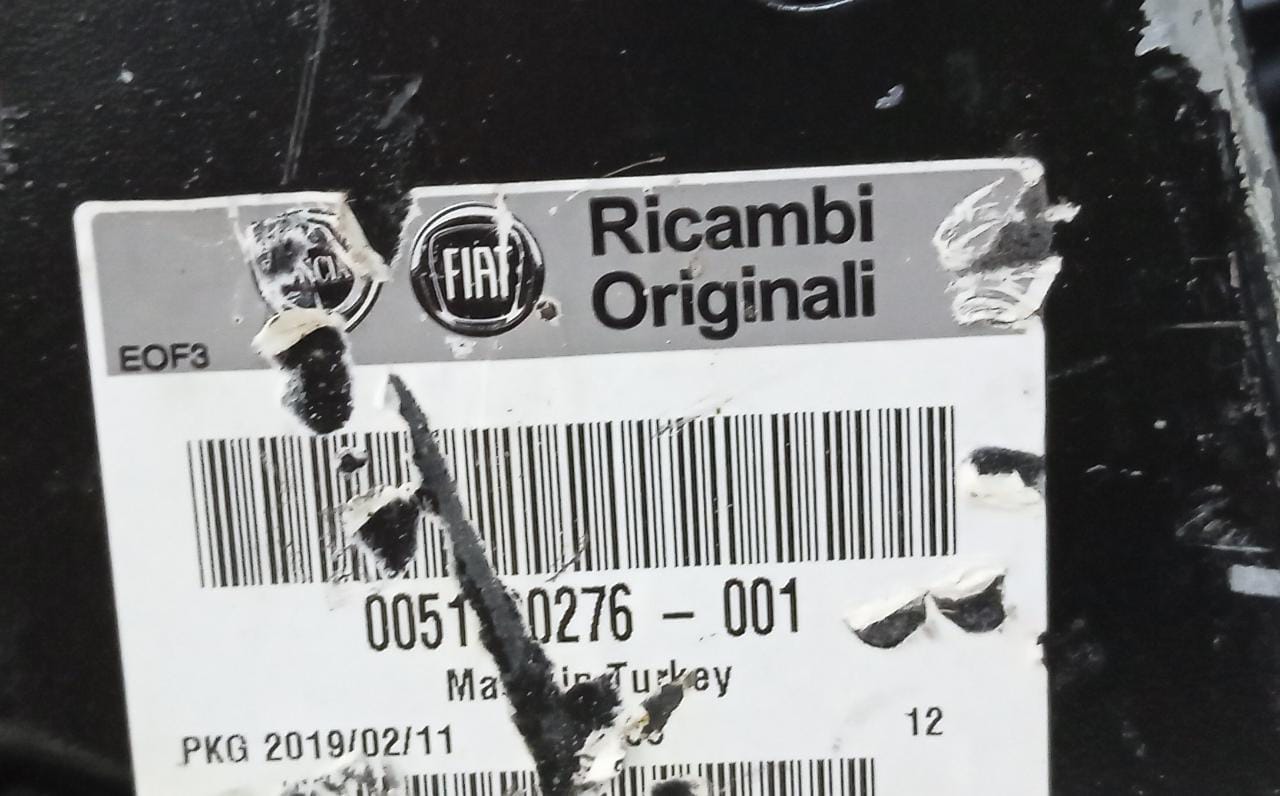 FIAT
Ricambi
Originali
EOF3
- 001
Turkey
PKG 2019/02/11
12